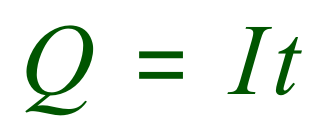 Q = It